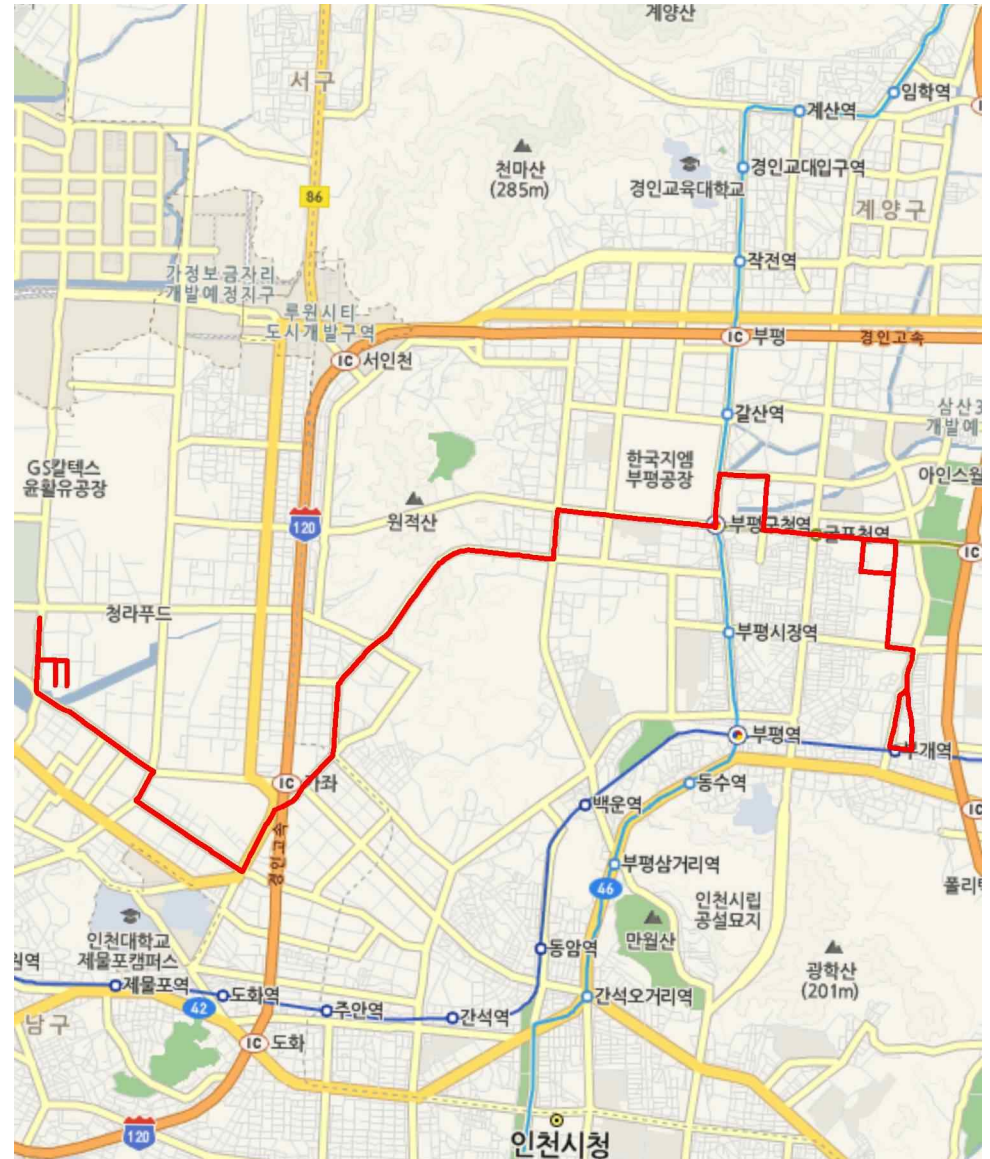 계양산
임학역
서구
계산역
천마산
(285m)
경인교대입구역
경인교육대학교
86
계양구
작전역
가정보금자리
개발예정지구
루원시티
도시개발구역
IC 부평
경인고속
IC 서인천
갈산역
개발예
한국지엠
부평공장
GS칼텍스
윤활유공장
아인스월
원적산
부평구청역
굴포천역
120
IC
청라푸드
부평시장역
부평역
부개역
IC 가좌
동수역
백운역
IC
경인고속
부평삼거리역
46
인천시립
공설묘지
만월산
인천대학교
제물포캠퍼스
동암역
광학산
(201m)
제물포역
도화역
42
주안역
간석역
간석오거리역
남구
IC 도화
120
인천시청